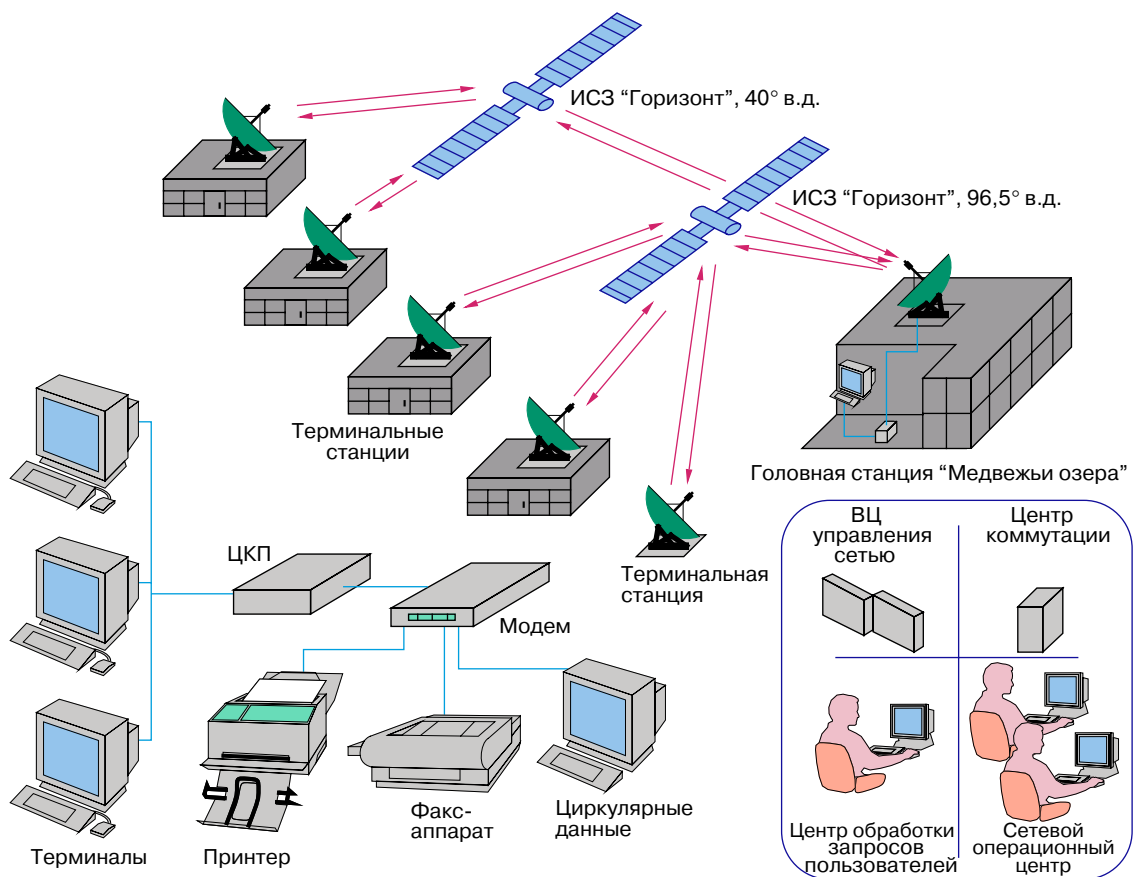 ИСЗ “Горизонт”, 40° в.д.
ИСЗ “Горизонт”, 96,5° в.д.
Терминальные
станции
Головная станция “Медвежьи озера”
Терминальная
станция
ЦКП
Модем
ВЦ
управления
сетью
Центр
коммутации
Терминалы
Принтер
Факс-
аппарат
Циркулярные
данные
Центр обработки
запросов
пользователей
Сетевой
операционный
центр